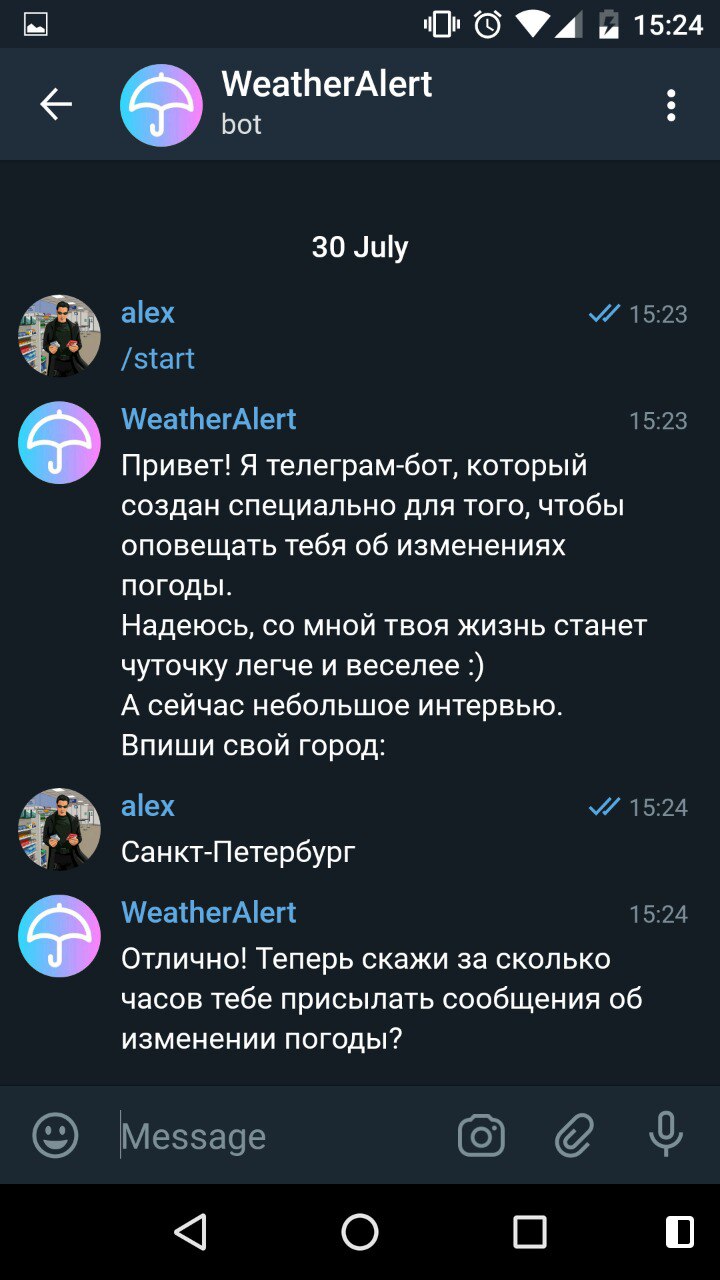 15:24
WeatherAlert
bot
30 July
alex 15:23
/start
WeatherAlert 15:23
Привет! Я телеграм-бот, который
создан специально для того, чтобы
оповещать тебя об изменениях
погоды.
Надеюсь, со мной твоя жизнь станет
чуточку легче и веселее :)
А сейчас небольшое интервью.
Впиши свой город:
alex 15:24
Санкт-Петербург
WeatherAlert 15:24
Отлично! Теперь скажи за сколько
часов тебе присылать сообщения об
изменении погоды?
Message